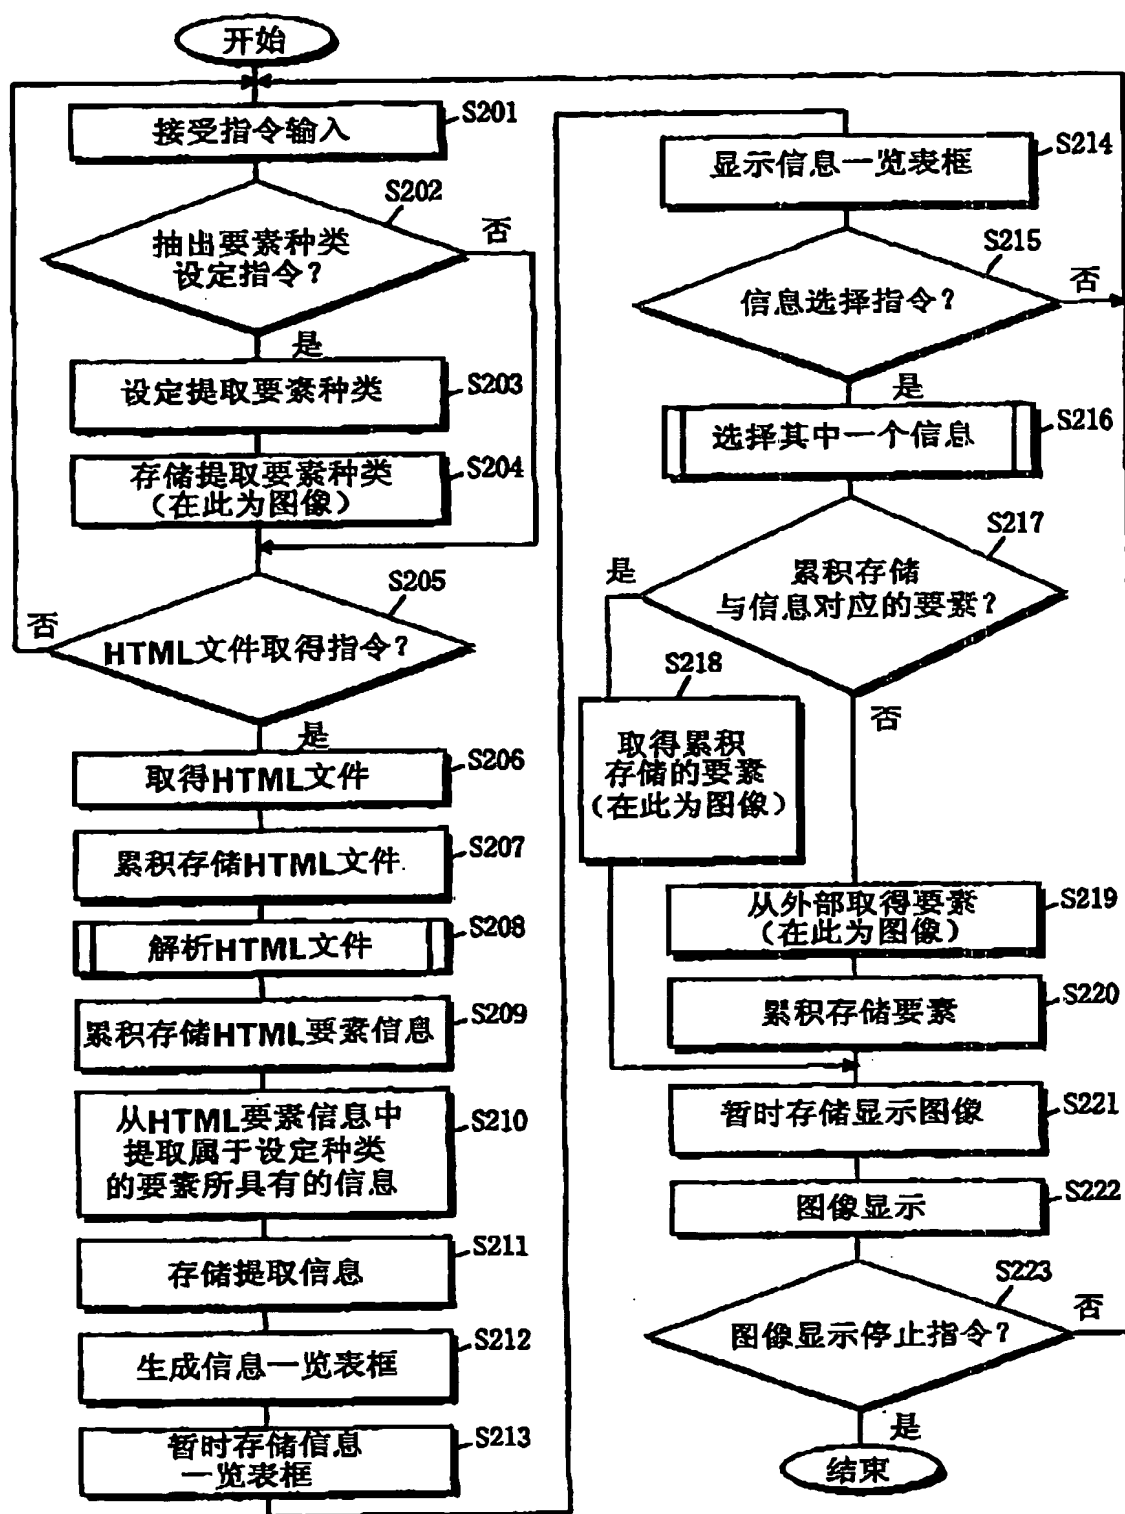 开始
接受指令输入
S201
抽出要素种类
设定指令?
S202
否
是
设定提取要素种类
S203
存储提取要素种类
(在此为图像)
S204
HTML文件取得指令?
S205
否
是
取得HTML文件
S206
累积存储HTML文件
S207
解析HTML文件
S208
累积存储HTML要素信息
S209
从HTML要素信息中
提取属于设定种类
的要素所具有的信息
S210
存储提取信息
S211
生成信息一览表框
S212
暂时存储信息
一览表框
S213
显示信息一览表框
S214
信息选择指令?
S215
否
是
选择其中一个信息
S216
累积存储
与信息对应的要素?
S217
是
否
取得累积
存储的要素
(在此为图像)
S218
从外部取得要素
(在此为图像)
S219
累积存储要素
S220
暂时存储显示图像
S221
图像显示
S222
图像显示停止指令?
S223
否
是
结束